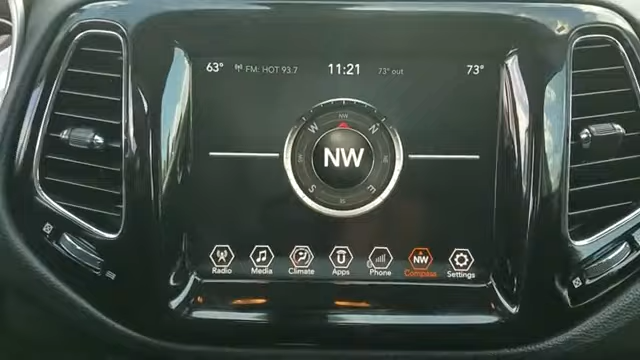 63° FM: HOT 93.7 11:21 73° out 73°
NW
W N
NW
S E
Radio Media Climate Apps Phone NW Compass Settings